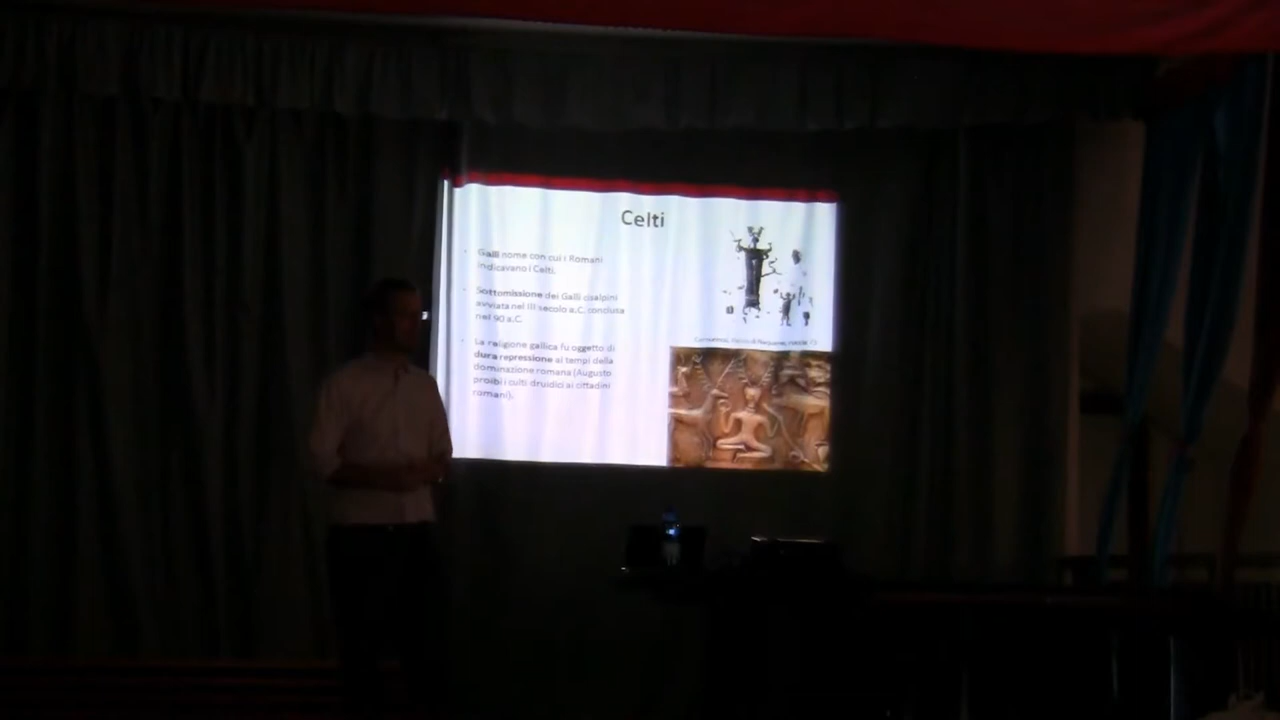 Celti
Galli nome con cui i Romani
indicavano i Celti.
Sottomissione dei Galli cisalpini
avviata nel III secolo a.C. conclusa
nel 90 a.C.
La religione gallica fu oggetto di
dura repressione ai tempi della
dominazione romana (Augusto
proibì i culti druidici ai cittadini
romani).